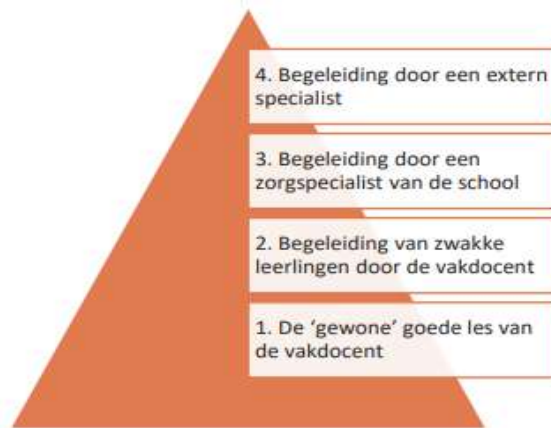 4. Begeleiding door een extern
specialist
3. Begeleiding door een
zorgspecialist van de school
2. Begeleiding van zwakke
leerlingen door de vakdocent
1. De ‘gewone’ goede les van
de vakdocent